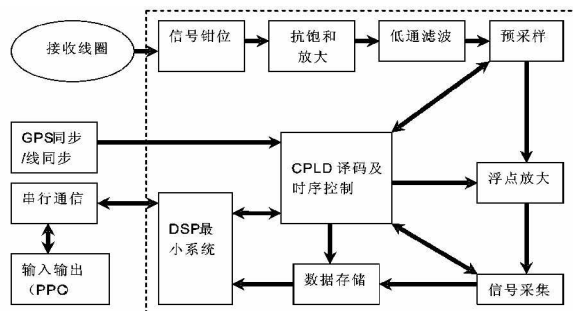 接收线圈
信号钳位
抗饱和
放大
低通滤波
预采样
GPS同步
/线同步
CPLD 译码及
时序控制
浮点放大
串行通信
DSP最
小系统
输入输出
（PPC）
数据存储
信号采集